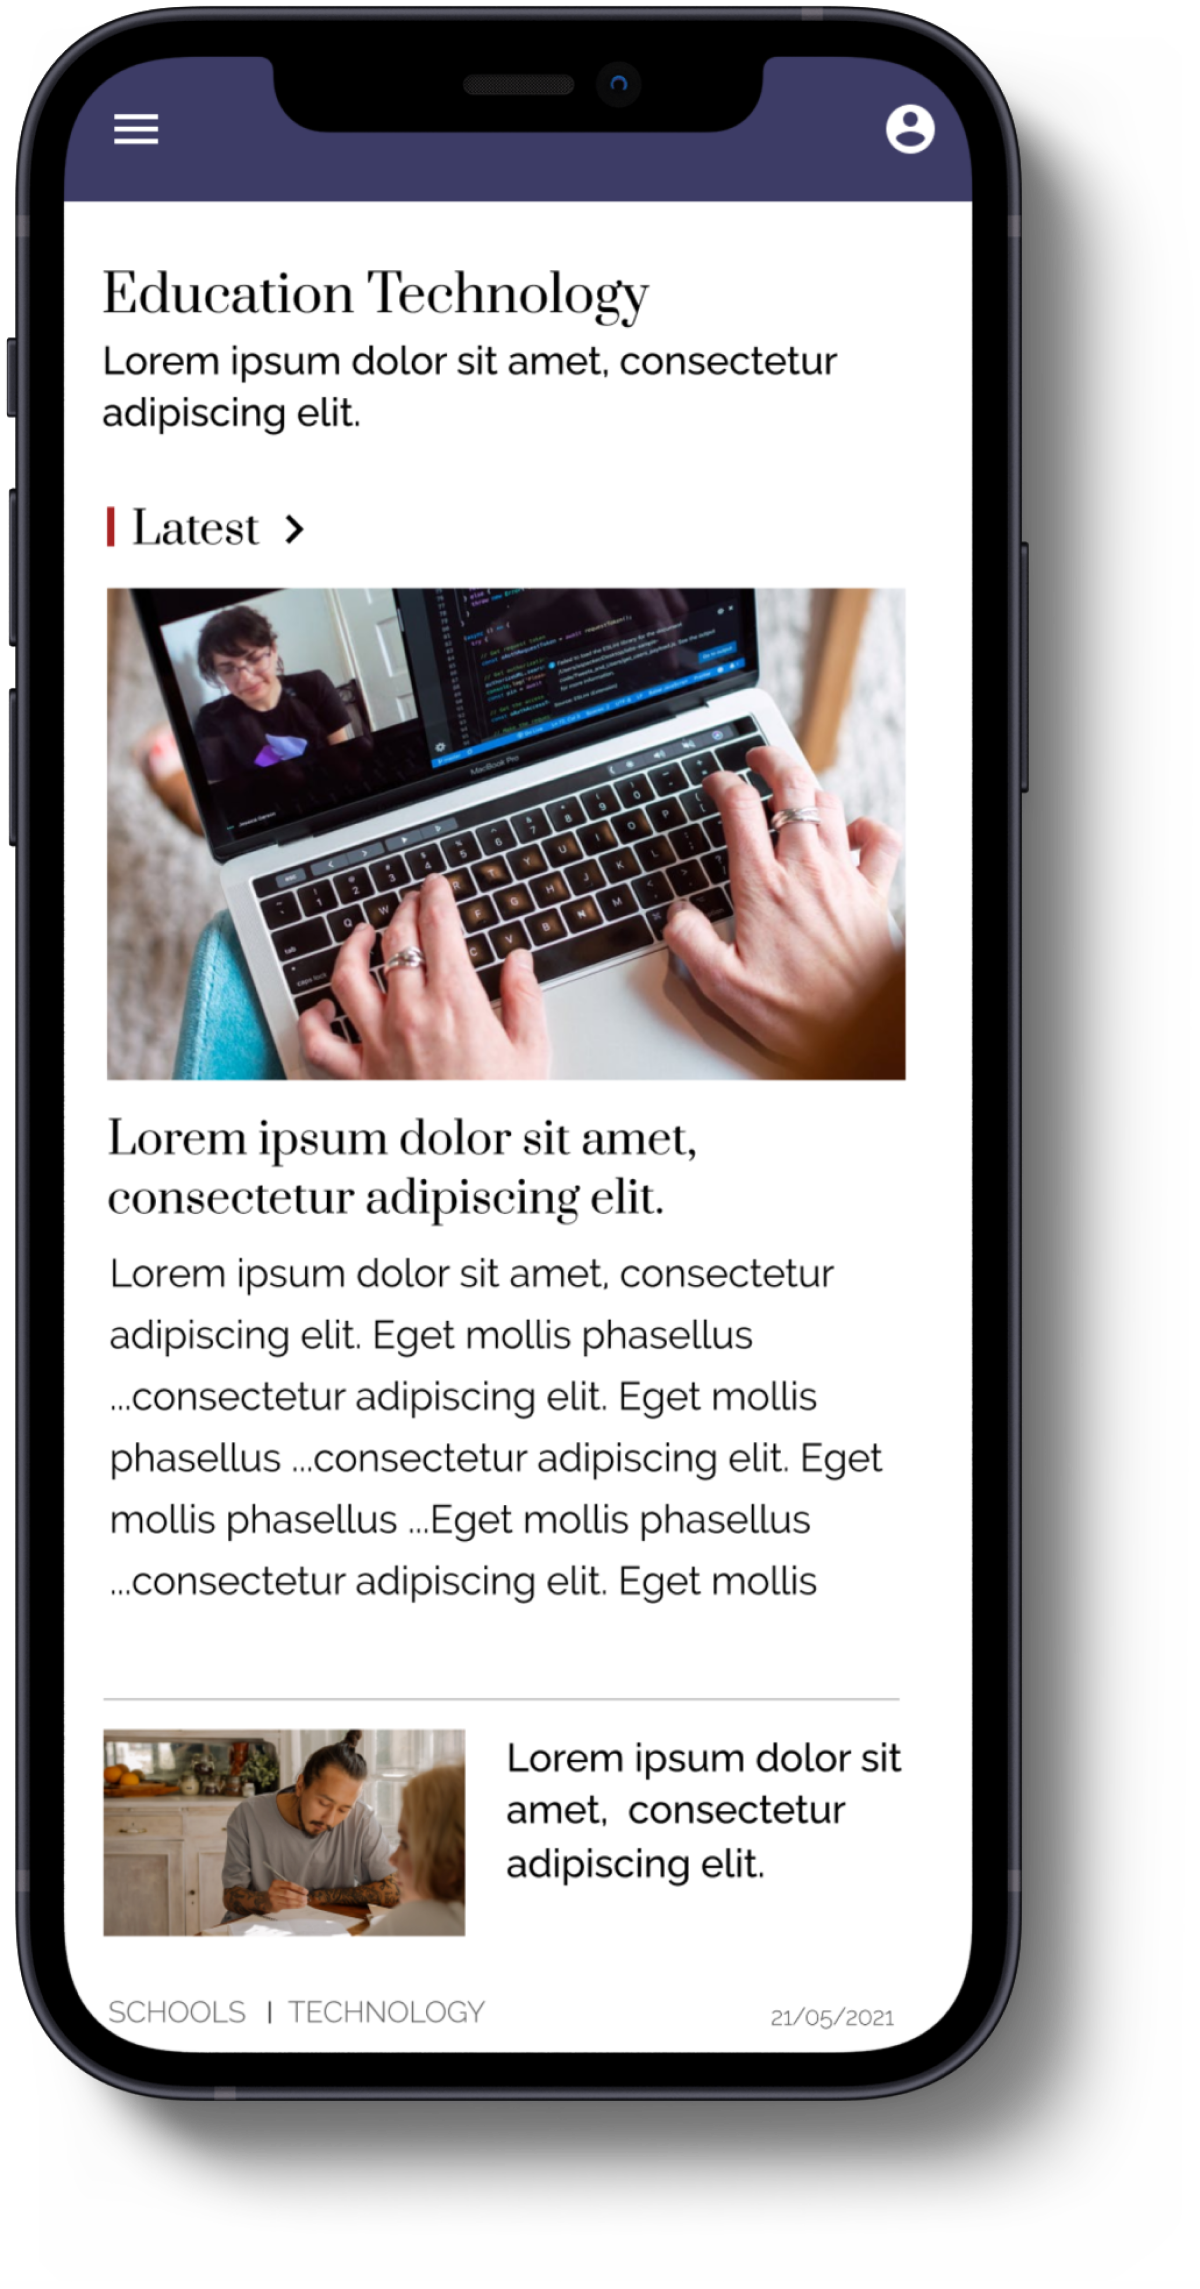 Education Technology
Lorem ipsum dolor sit amet, consectetur
adipiscing elit.
Latest
MacBook Pro
Lorem ipsum dolor sit amet,
consectetur adipiscing elit.
Lorem ipsum dolor sit amet, consectetur
adipiscing elit. Eget mollis phasellus
...consectetur adipiscing elit. Eget mollis
phasellus ...consectetur adipiscing elit. Eget
mollis phasellus ...Eget mollis phasellus
...consectetur adipiscing elit. Eget mollis
Lorem ipsum dolor sit
amet,  consectetur
adipiscing elit.
SCHOOLS | TECHNOLOGY
21/05/2021